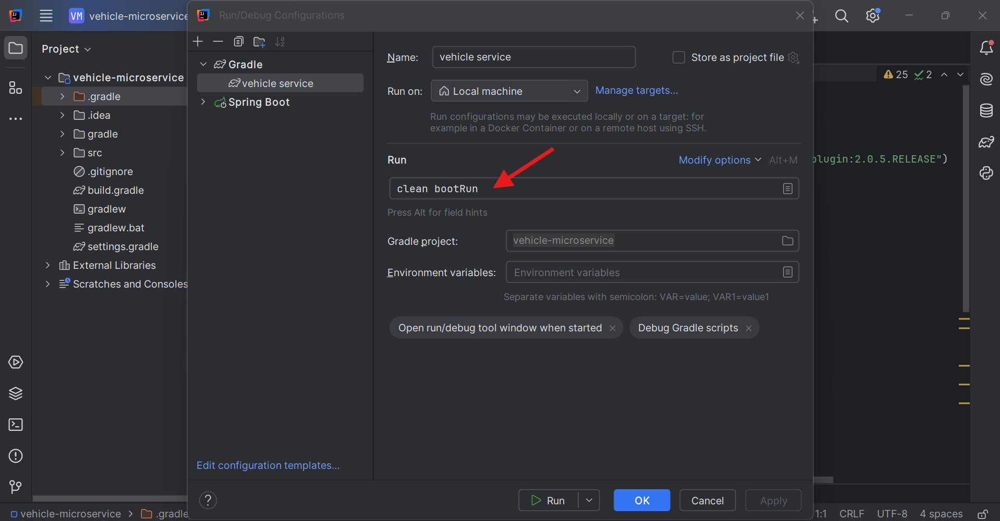 VM vehicle-microservice
Run/Debug Configurations
Project
vehicle-microservice
.gradle
.idea
gradle
src
.gitignore
build.gradle
gradlew
gradlew.bat
settings.gradle
External Libraries
Scratches and Consoles
Gradle
vehicle service
Spring Boot
Edit configuration templates...
Name: vehicle service Store as project file
Run on: Local machine Manage targets...
Run configurations may be executed locally or on a target: for
example in a Docker Container or on a remote host using SSH.
Run Modify options Alt+M
clean bootRun
Press Alt for field hints
Gradle project: vehicle-microservice
Environment variables: Environment variables
Separate variables with semicolon: VAR=value; VAR1=value1
Open run/debug tool window when started Debug Gradle scripts
? Run OK Cancel Apply
25 2
plugin:2.0.5.RELEASE")
vehicle-microservice > .gradle
1:1 CRLF UTF-8 4 spaces